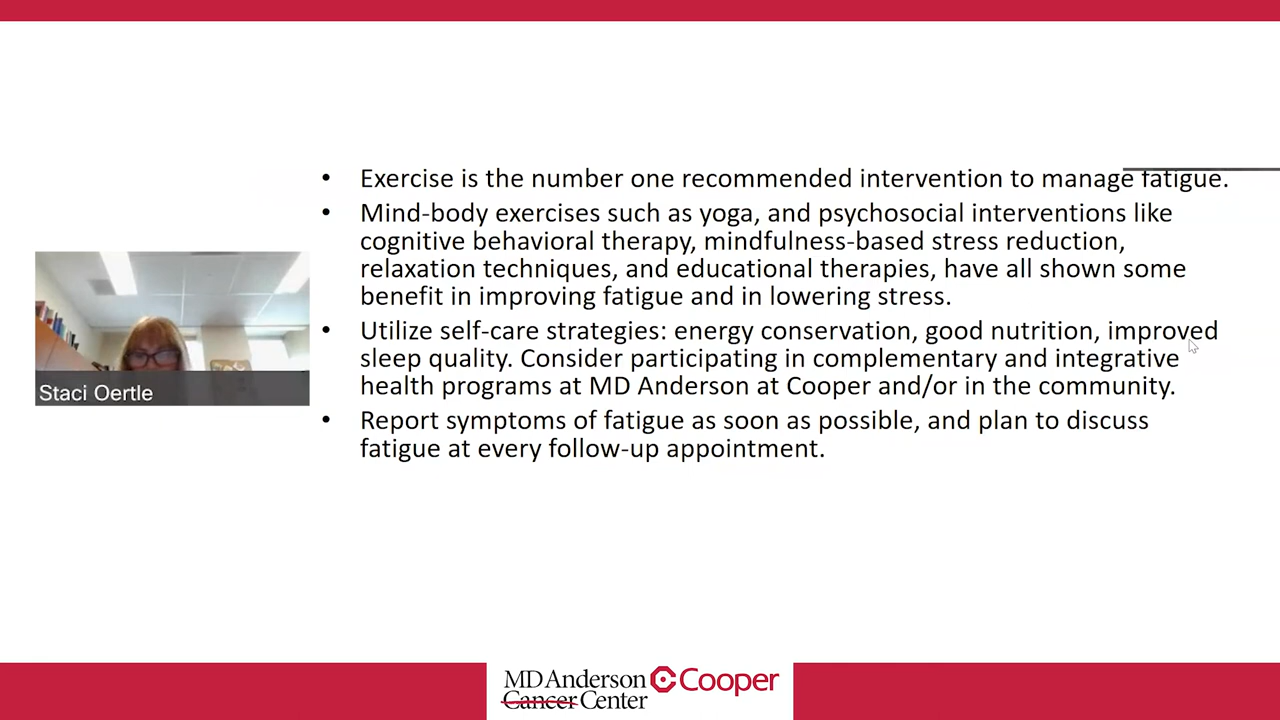 • Exercise is the number one recommended intervention to manage fatigue.
• Mind-body exercises such as yoga, and psychosocial interventions like
cognitive behavioral therapy, mindfulness-based stress reduction,
relaxation techniques, and educational therapies, have all shown some
benefit in improving fatigue and in lowering stress.
• Utilize self-care strategies: energy conservation, good nutrition, improved
sleep quality. Consider participating in complementary and integrative
health programs at MD Anderson at Cooper and/or in the community.
• Report symptoms of fatigue as soon as possible, and plan to discuss
fatigue at every follow-up appointment.
Staci Oertle
MD Anderson Cooper
Cancer Center